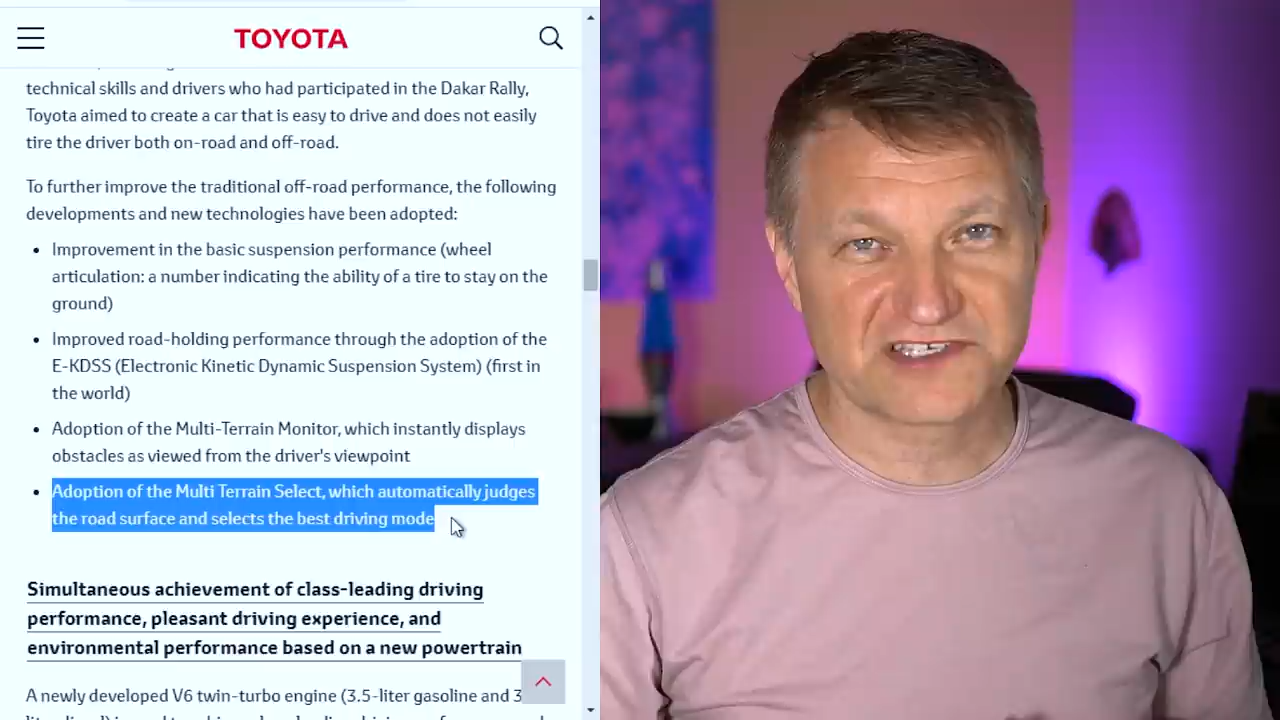 TOYOTA
technical skills and drivers who had participated in the Dakar Rally,
Toyota aimed to create a car that is easy to drive and does not easily
tire the driver both on-road and off-road.
To further improve the traditional off-road performance, the following
developments and new technologies have been adopted:
• Improvement in the basic suspension performance (wheel
articulation: a number indicating the ability of a tire to stay on the
ground)
• Improved road-holding performance through the adoption of the
E-KDSS (Electronic Kinetic Dynamic Suspension System) (first in
the world)
• Adoption of the Multi-Terrain Monitor, which instantly displays
obstacles as viewed from the driver's viewpoint
• Adoption of the Multi Terrain Select, which automatically judges
the road surface and selects the best driving mode
Simultaneous achievement of class-leading driving
performance, pleasant driving experience, and
environmental performance based on a new powertrain
A newly developed V6 twin-turbo engine (3.5-liter gasoline and 3